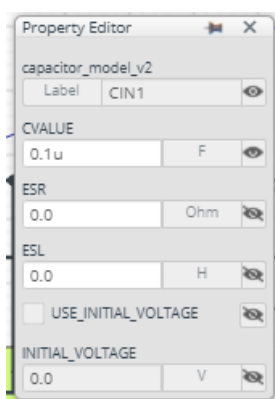 Property Editor
capacitor_model_v2
Label CIN1
CVALUE
0.1u F
ESR
0.0 Ohm
ESL
0.0 H
USE_INITIAL_VOLTAGE
INITIAL_VOLTAGE
0.0 V